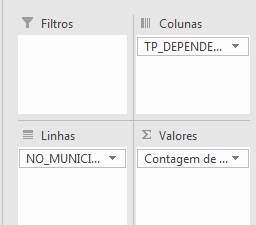 Filtros
Colunas
TP_DEPENDE...
Linhas
Valores
NO_MUNICI...
Contagem de ...